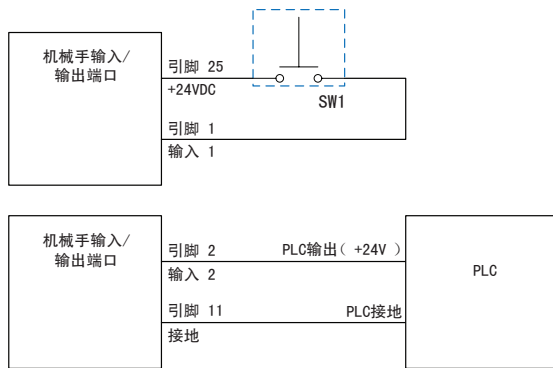 机械手输入/
输出端口
引脚 25
+24VDC
SW1
引脚 1
输入 1
机械手输入/
输出端口
引脚 2
PLC输出( +24V )
输入 2
PLC
引脚 11
PLC接地
接地